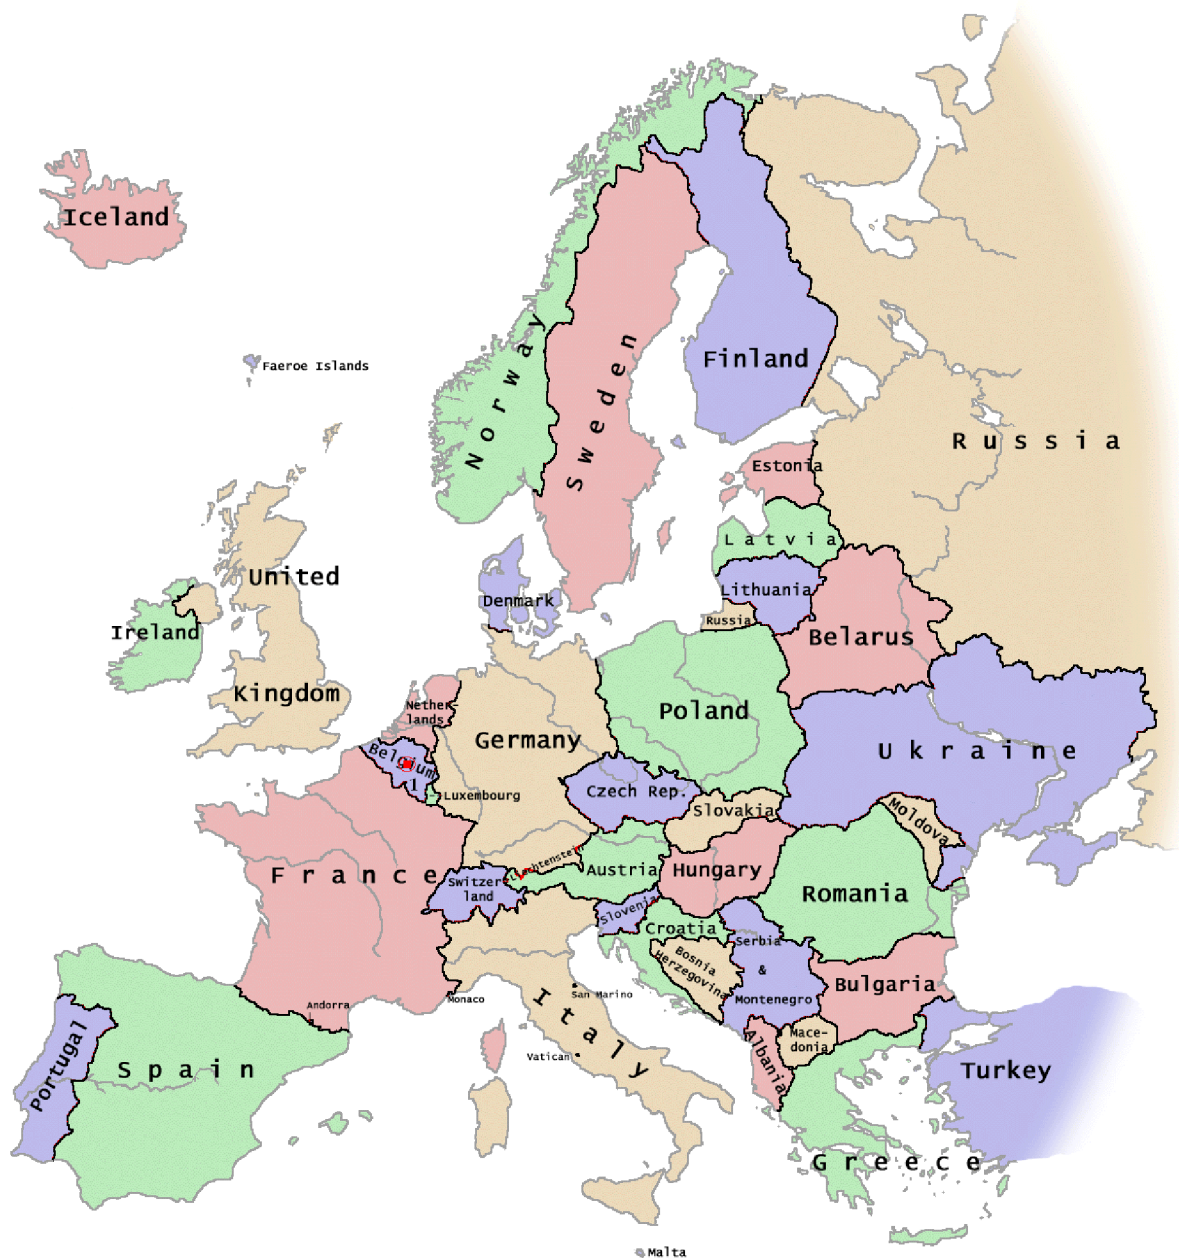 Iceland
Faeroe Islands
Norway
Sweden
Finland
Russia
Estonia
Latvia
Lithuania
Russia
Belarus
Denmark
United
Kingdom
Ireland
Nether-
lands
Belgium
1
Luxembourg
Germany
Poland
Ukraine
Czech Rep.
Slovakia
Moldova
France
Switzer-
land
Liechtenstein
Austria
Hungary
Romania
Slovenia
Croatia
Bosnia
Herzegovina
Serbia
&
Montenegro
Bulgaria
Monaco
San Marino
Italy
Vatican
Andorra
Portugal
Spain
Albania
Mace-
donia
Turkey
Greece
Malta